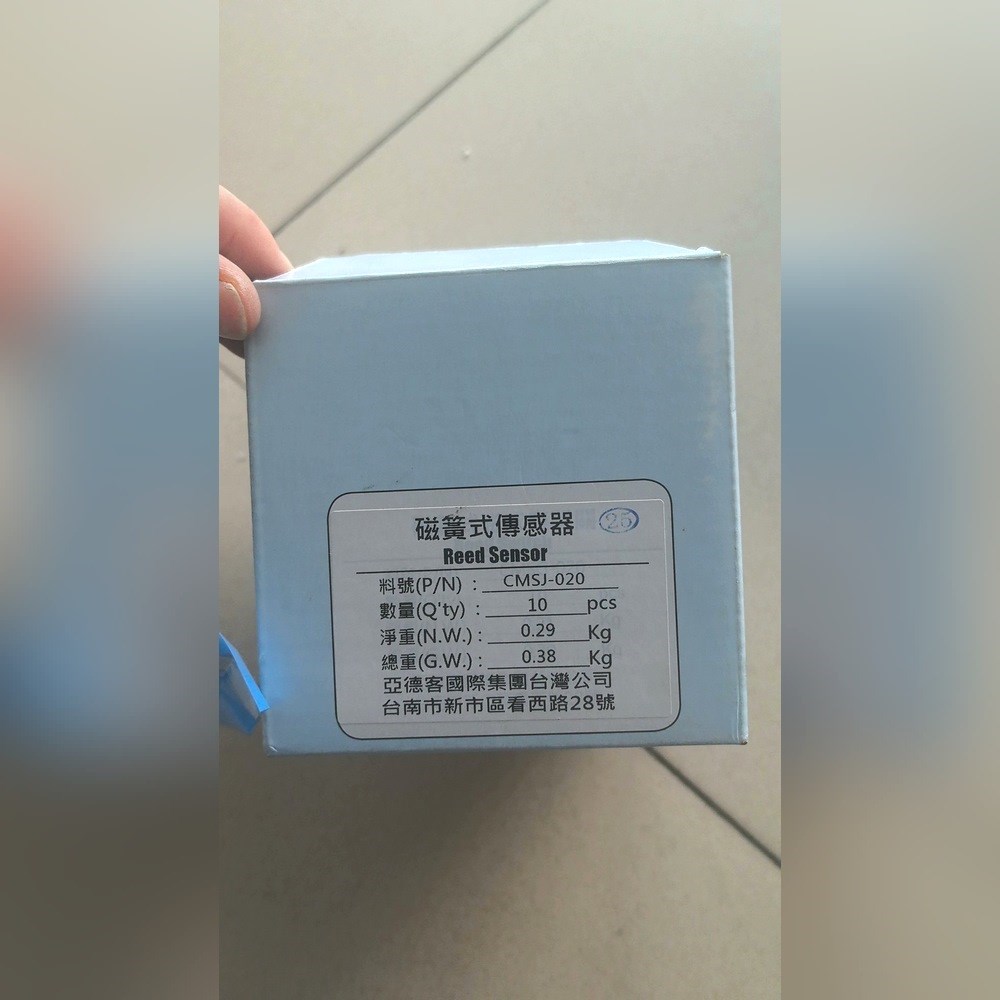 磁簧式傳感器 25
Reed Sensor
料號(P/N) : CMSJ-020
數量(Q'ty) : 10 pcs
淨重(N.W.) : 0.29 Kg
總重(G.W.) : 0.38 Kg
亞德客國際集團台灣公司
台南市新市區看西路28號